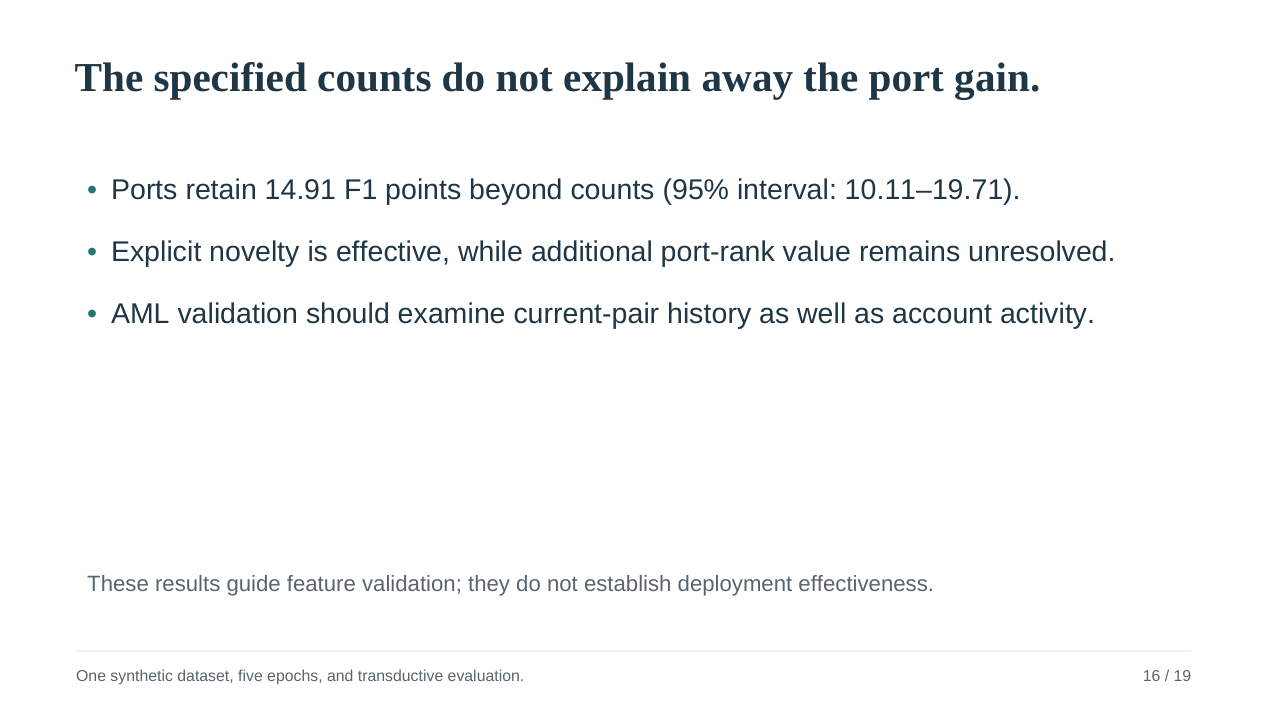 The specified counts do not explain away the port gain.
• Ports retain 14.91 F1 points beyond counts (95% interval: 10.11–19.71).
• Explicit novelty is effective, while additional port-rank value remains unresolved.
• AML validation should examine current-pair history as well as account activity.
These results guide feature validation; they do not establish deployment effectiveness.
One synthetic dataset, five epochs, and transductive evaluation.
16 / 19